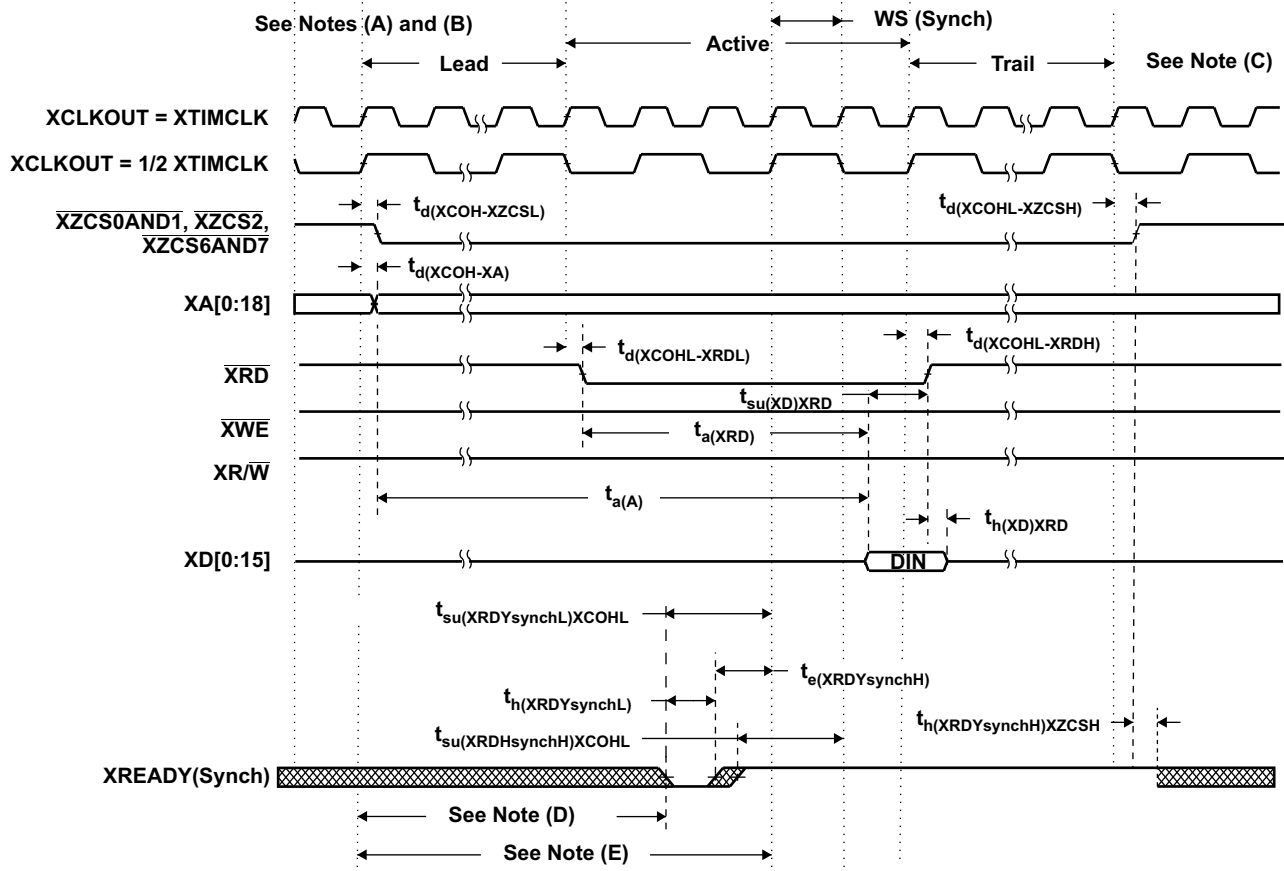 See Notes (A) and (B)
WS (Synch)
Active
Lead
Trail
See Note (C)
XCLKOUT = XTIMCLK
XCLKOUT = 1/2 XTIMCLK
XZCS0AND1, XZCS2,
XZCS6AND7
td(XCOH-XZCSL)
td(XCOHL-XZCSH)
td(XCOH-XA)
XA[0:18]
td(XCOHL-XRDL)
td(XCOHL-XRDH)
XRD
tsu(XD)XRD
XWE
ta(XRD)
XR/W
ta(A)
th(XD)XRD
XD[0:15]
DIN
tsu(XRDYsynchL)XCOHL
te(XRDYsynchH)
th(XRDYsynchL)
th(XRDYsynchH)XZCSH
tsu(XRDHsynchH)XCOHL
XREADY(Synch)
See Note (D)
See Note (E)